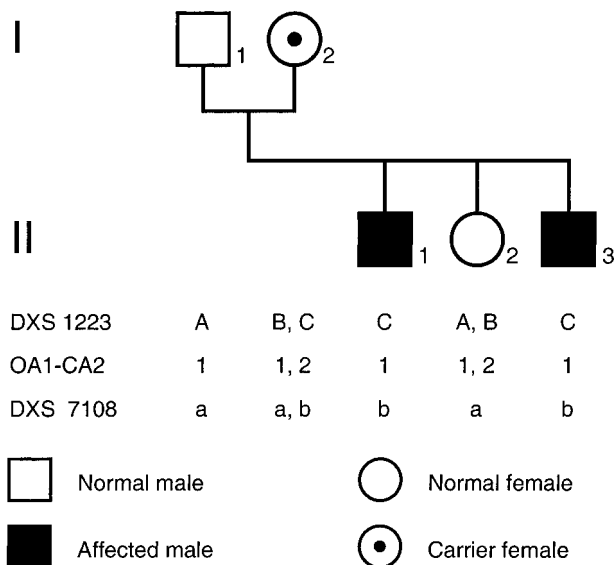 I
1
2
II
1
2
3
DXS 1223 A B, C C A, B C
OA1-CA2 1 1, 2 1 1, 2 1
DXS 7108 a a, b b a b
Normal male Normal female
Affected male Carrier female